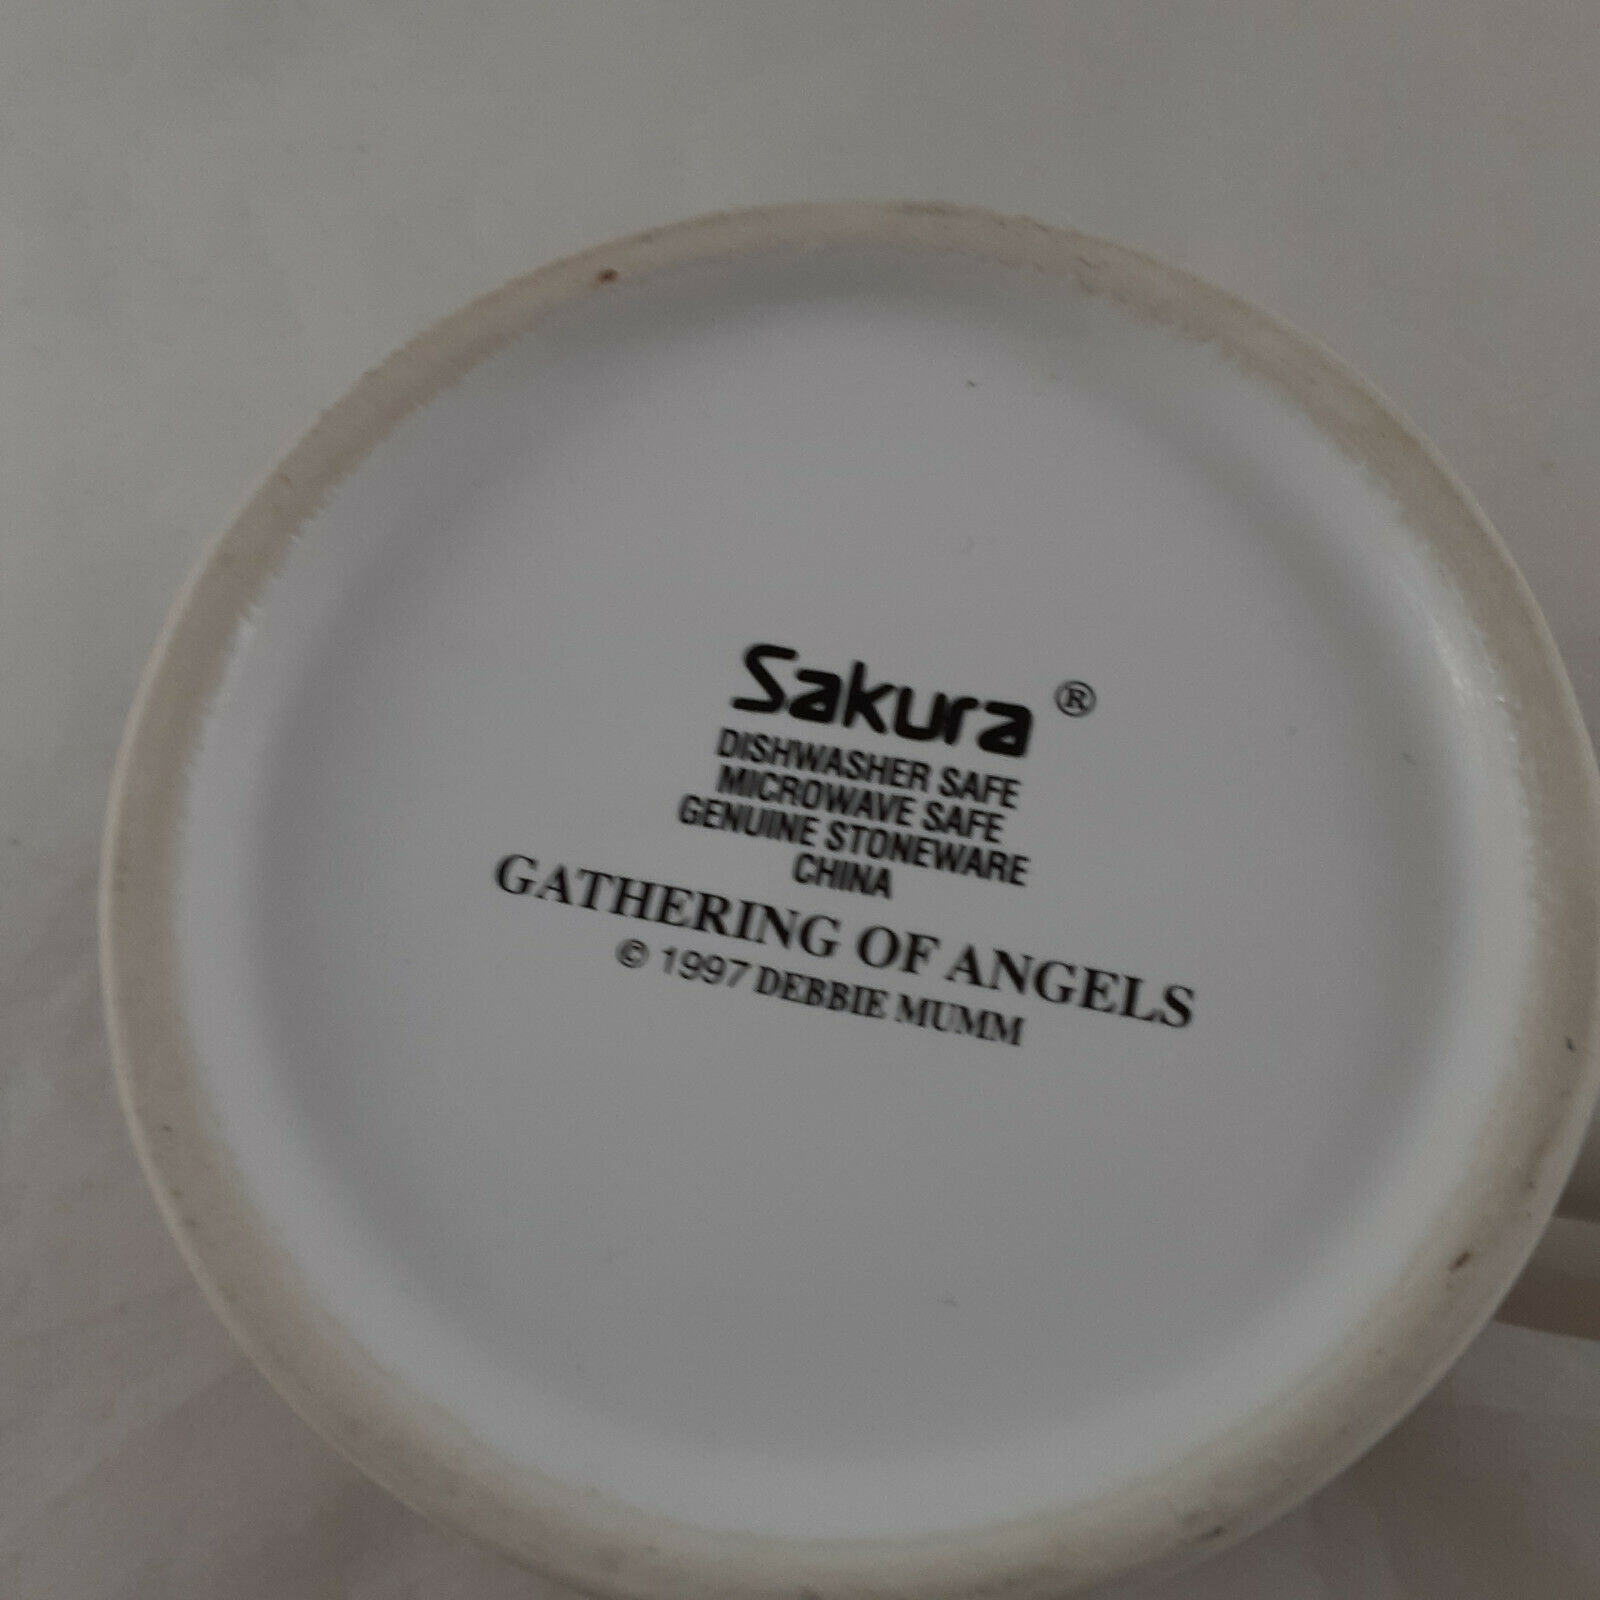 Sakura ®
DISHWASHER SAFE
MICROWAVE SAFE
GENUINE STONEWARE
CHINA
GATHERING OF ANGELS
© 1997 DEBBIE MUMM